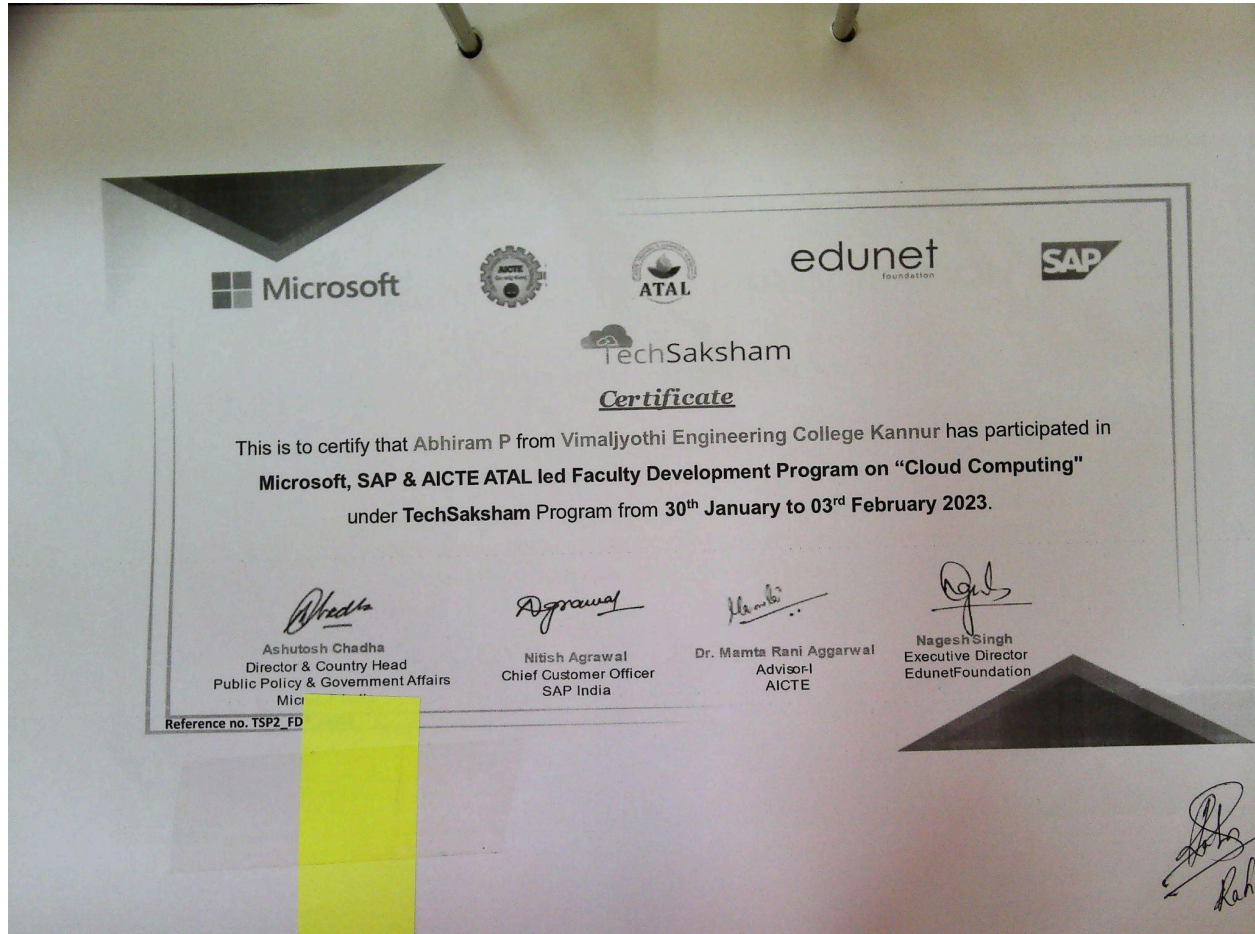 Microsoft
AICTE
ATAL
edunet
foundation
SAP
TechSaksham
Certificate
This is to certify that Abhiram P from Vimaljyothi Engineering College Kannur has participated in
Microsoft, SAP & AICTE ATAL led Faculty Development Program on “Cloud Computing"
under TechSaksham Program from 30th January to 03rd February 2023.
Agrawal
Ashutosh Chadha
Director & Country Head
Public Policy & Government Affairs
Nitish Agrawal
Chief Customer Officer
SAP India
Dr. Mamta Rani Aggarwal
Advisor-I
AICTE
Nagesh Singh
Executive Director
EdunetFoundation
Reference no. TSP2_FD